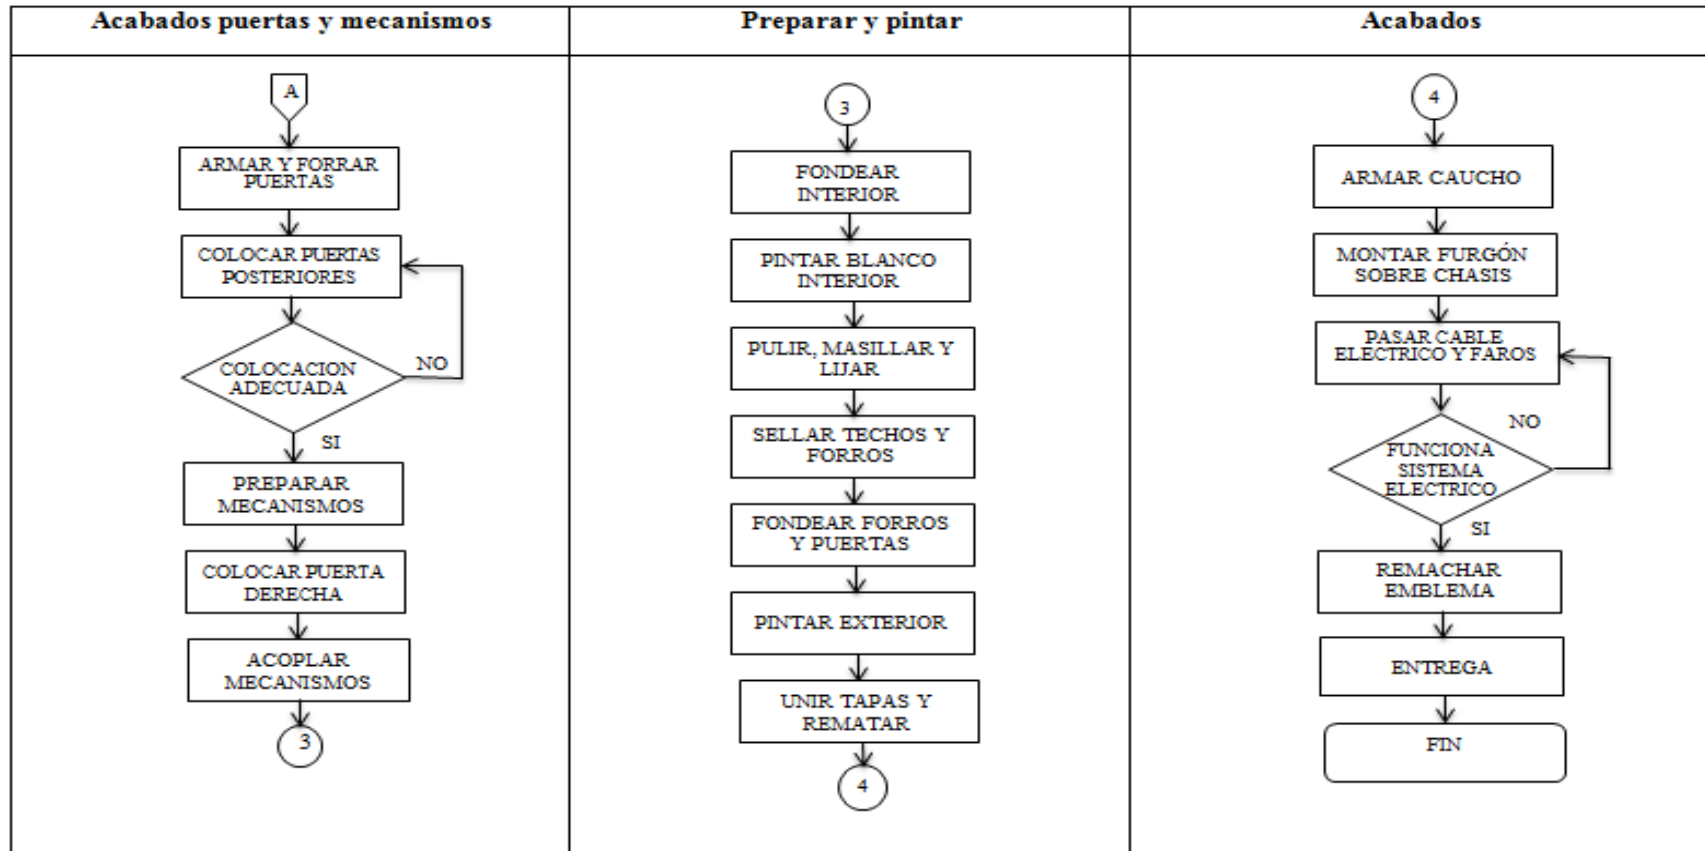 Acabados puertas y mecanismos
A
ARMAR Y FORRAR
PUERTAS
COLOCAR PUERTAS
POSTERIORES
COLOCACION
ADECUADA
NO
SI
PREPARAR
MECANISMOS
COLOCAR PUERTA
DERECHA
ACOPLAR
MECANISMOS
3
Preparar y pintar
3
FONDEAR
INTERIOR
PINTAR BLANCO
INTERIOR
PULIR, MASILLAR Y
LIJAR
SELLAR TECHOS Y
FORROS
FONDEAR FORROS
Y PUERTAS
PINTAR EXTERIOR
UNIR TAPAS Y
REMATAR
4
Acabados
4
ARMAR CAUCHO
MONTAR FURGÓN
SOBRE CHASIS
PASAR CABLE
ELECTRICO Y FAROS
NO
FUNCIONA
SISTEMA
ELECTRICO
SI
REMACHAR
EMBLEMA
ENTREGA
FIN